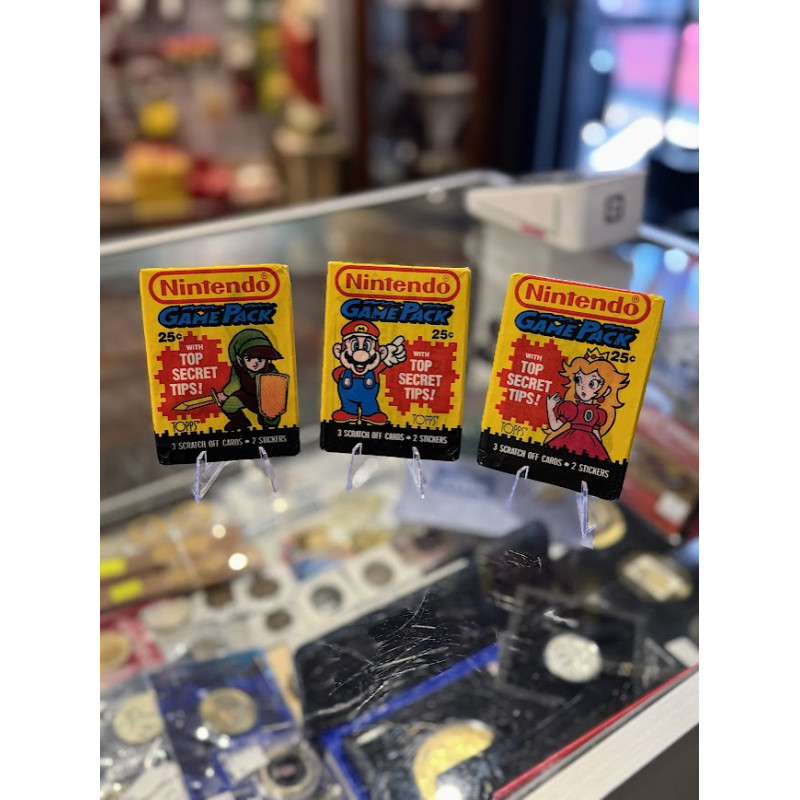 Nintendo®
GAME PACK
25¢
WITH
TOP
SECRET
TIPS!
TOPPS
3 SCRATCH OFF CARDS • 2 STICKERS
Nintendo®
GAME PACK
25¢
M
WITH
TOP
SECRET
TIPS!
TOPPS
3 SCRATCH OFF CARDS • 2 STICKERS
Nintendo®
GAME PACK
25¢
WITH
TOP
SECRET
TIPS!
TOPPS
3 SCRATCH OFF CARDS • 2 STICKERS